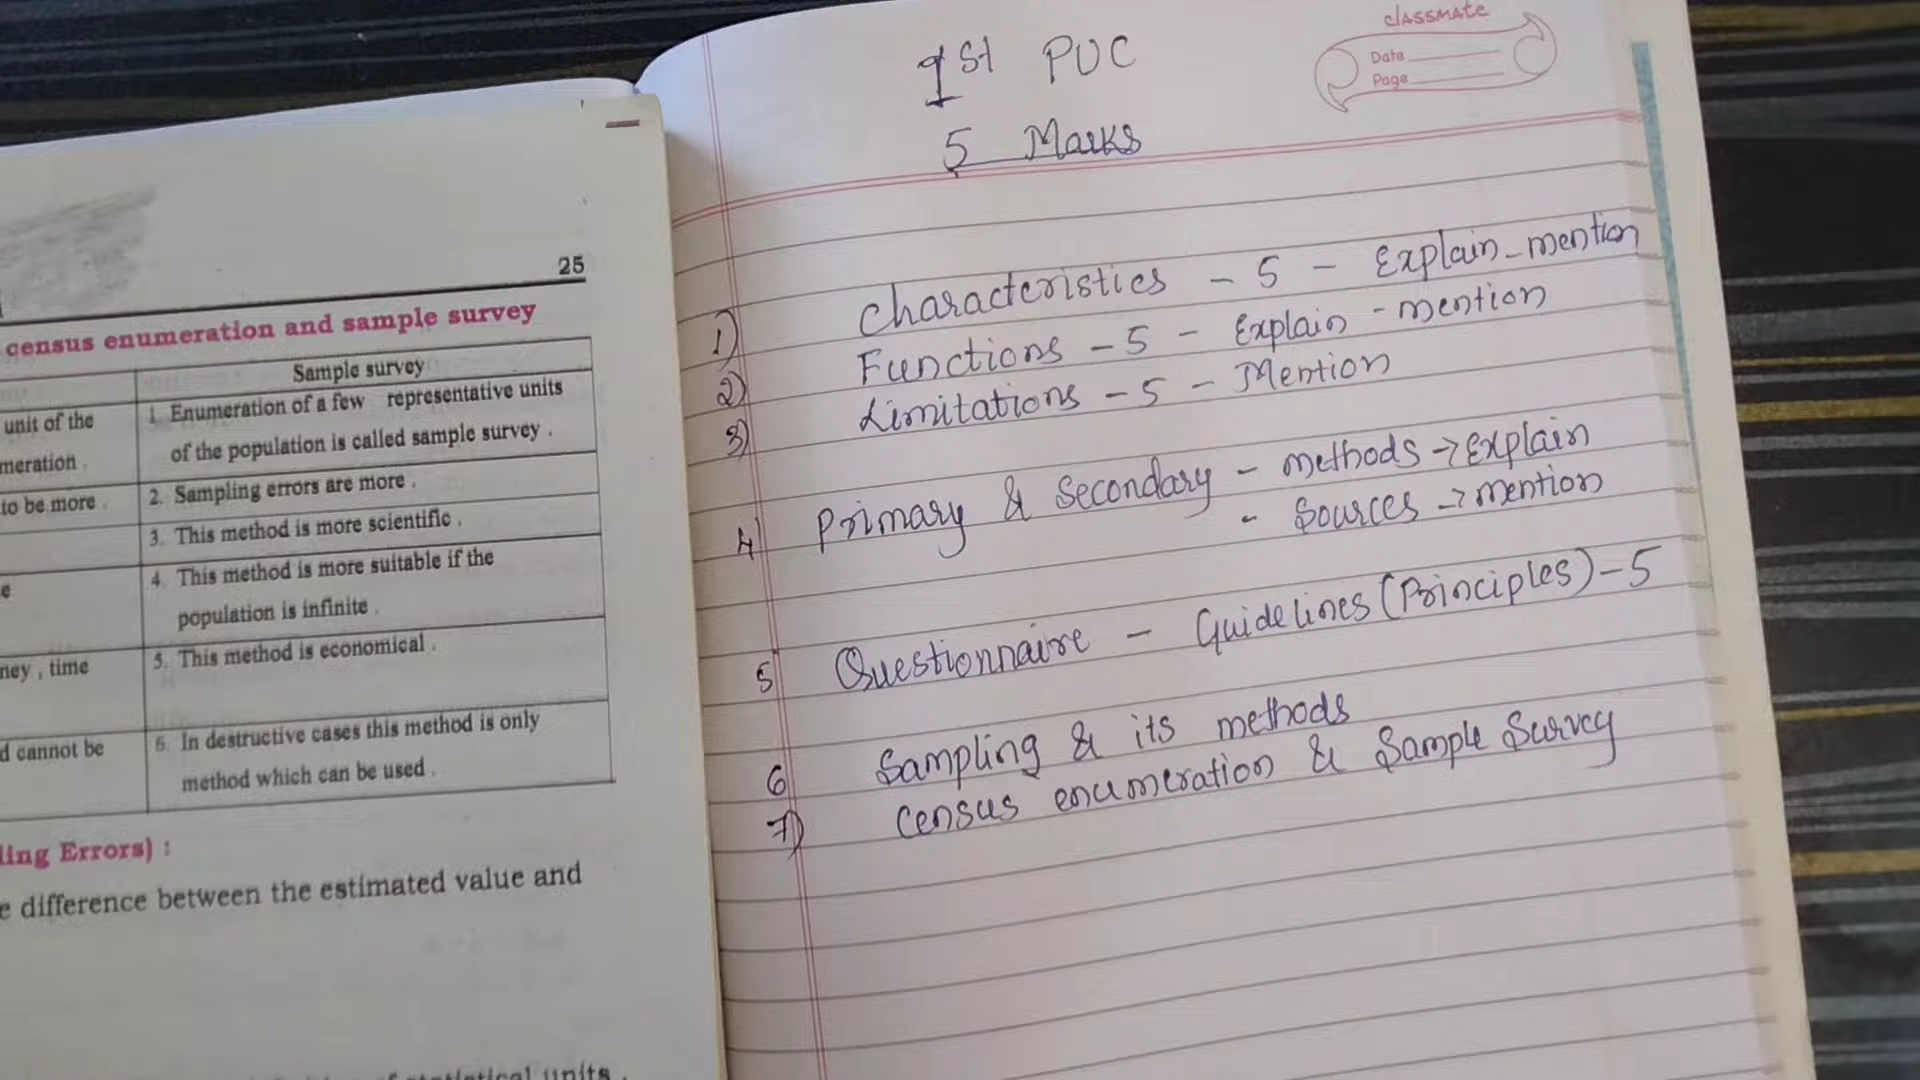 25
census enumeration and sample survey
Sample survey
unit of the
meration.
1. Enumeration of a few representative units
of the population is called sample survey.
to be more.
2. Sampling errors are more.
3. This method is more scientific.
e
4. This method is more suitable if the
population is infinite.
ney, time
5. This method is economical.
d cannot be
6. In destructive cases this method is only
method which can be used.
ling Errors) :
e difference between the estimated value and
of statistical units.
classmate
Date
Page
1st PUC
5 Marks
1) Characteristics - 5 - Explain - mention
2) Functions - 5 - Explain - mention
3) Limitations - 5 - Mention
4) Primary & Secondary - methods → Explain
- Sources → mention
5 Questionnaire - Guidelines (Principles) - 5
6 Sampling & its methods
7) Census enumeration & Sample Survey